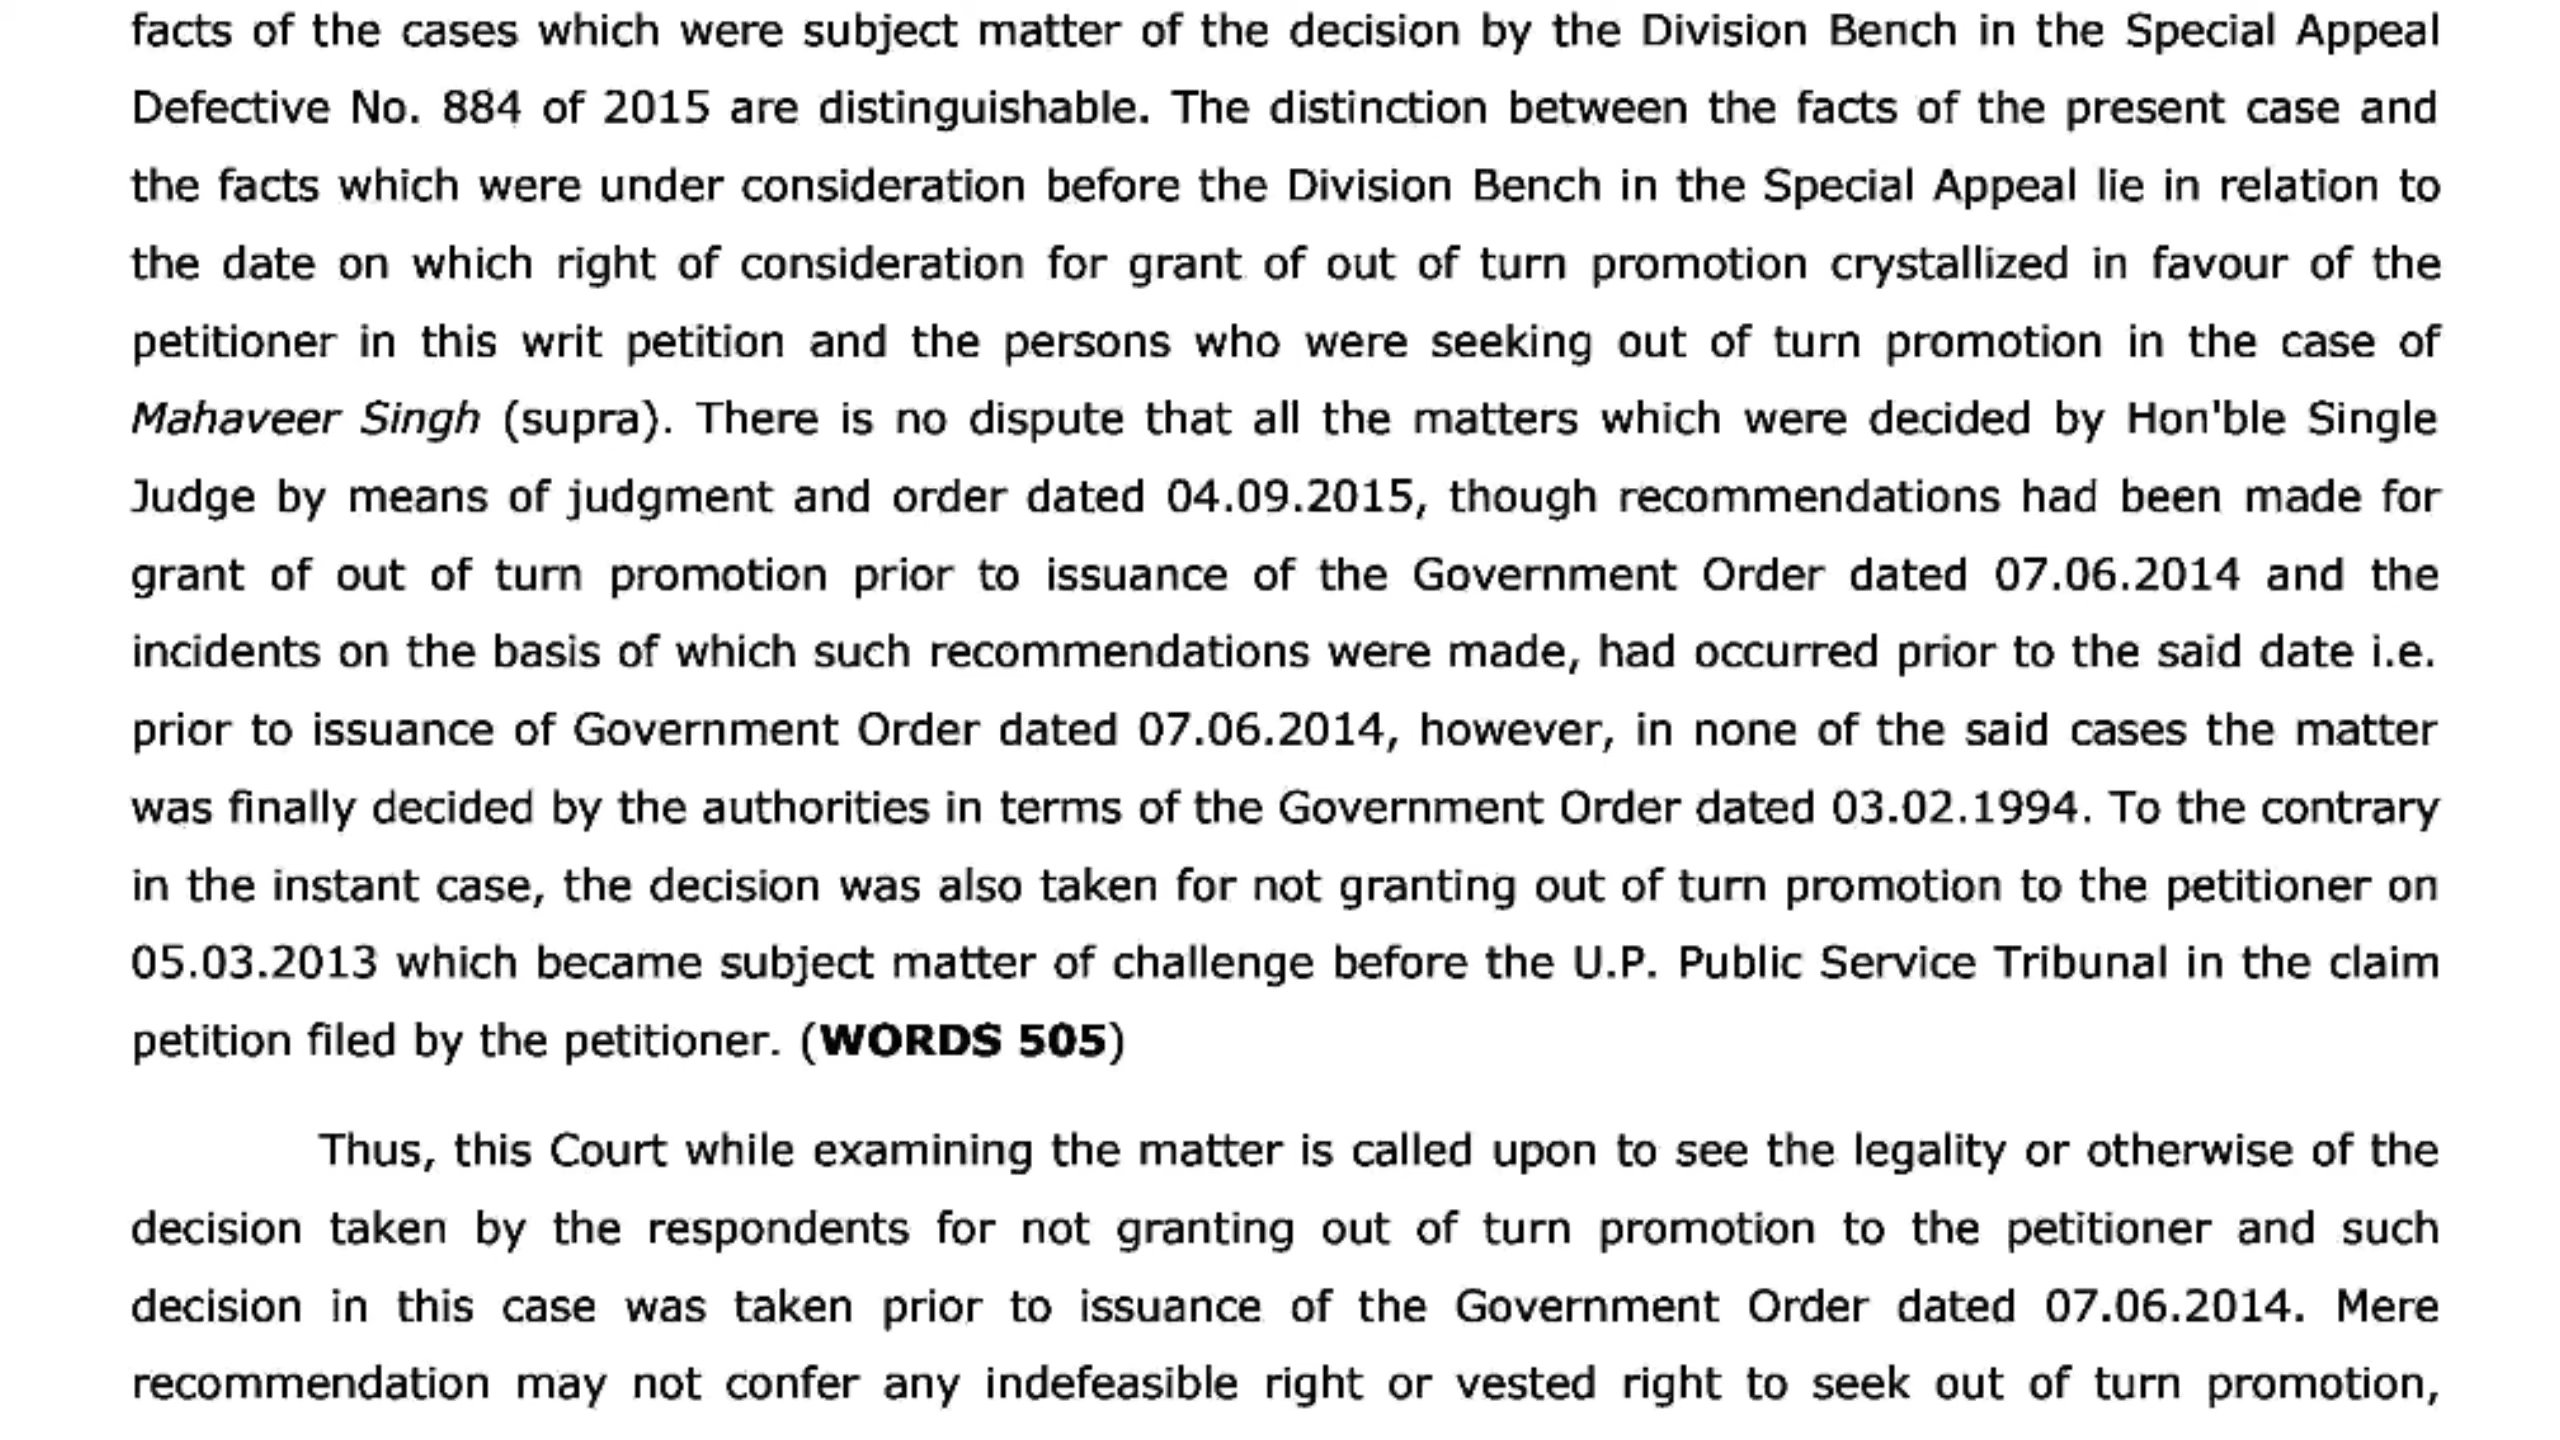 facts of the cases which were subject matter of the decision by the Division Bench in the Special Appeal
Defective No. 884 of 2015 are distinguishable. The distinction between the facts of the present case and
the facts which were under consideration before the Division Bench in the Special Appeal lie in relation to
the date on which right of consideration for grant of out of turn promotion crystallized in favour of the
petitioner in this writ petition and the persons who were seeking out of turn promotion in the case of
Mahaveer Singh (supra). There is no dispute that all the matters which were decided by Hon'ble Single
Judge by means of judgment and order dated 04.09.2015, though recommendations had been made for
grant of out of turn promotion prior to issuance of the Government Order dated 07.06.2014 and the
incidents on the basis of which such recommendations were made, had occurred prior to the said date i.e.
prior to issuance of Government Order dated 07.06.2014, however, in none of the said cases the matter
was finally decided by the authorities in terms of the Government Order dated 03.02.1994. To the contrary
in the instant case, the decision was also taken for not granting out of turn promotion to the petitioner on
05.03.2013 which became subject matter of challenge before the U.P. Public Service Tribunal in the claim
petition filed by the petitioner. (WORDS 505)
Thus, this Court while examining the matter is called upon to see the legality or otherwise of the
decision taken by the respondents for not granting out of turn promotion to the petitioner and such
decision in this case was taken prior to issuance of the Government Order dated 07.06.2014. Mere
recommendation may not confer any indefeasible right or vested right to seek out of turn promotion,